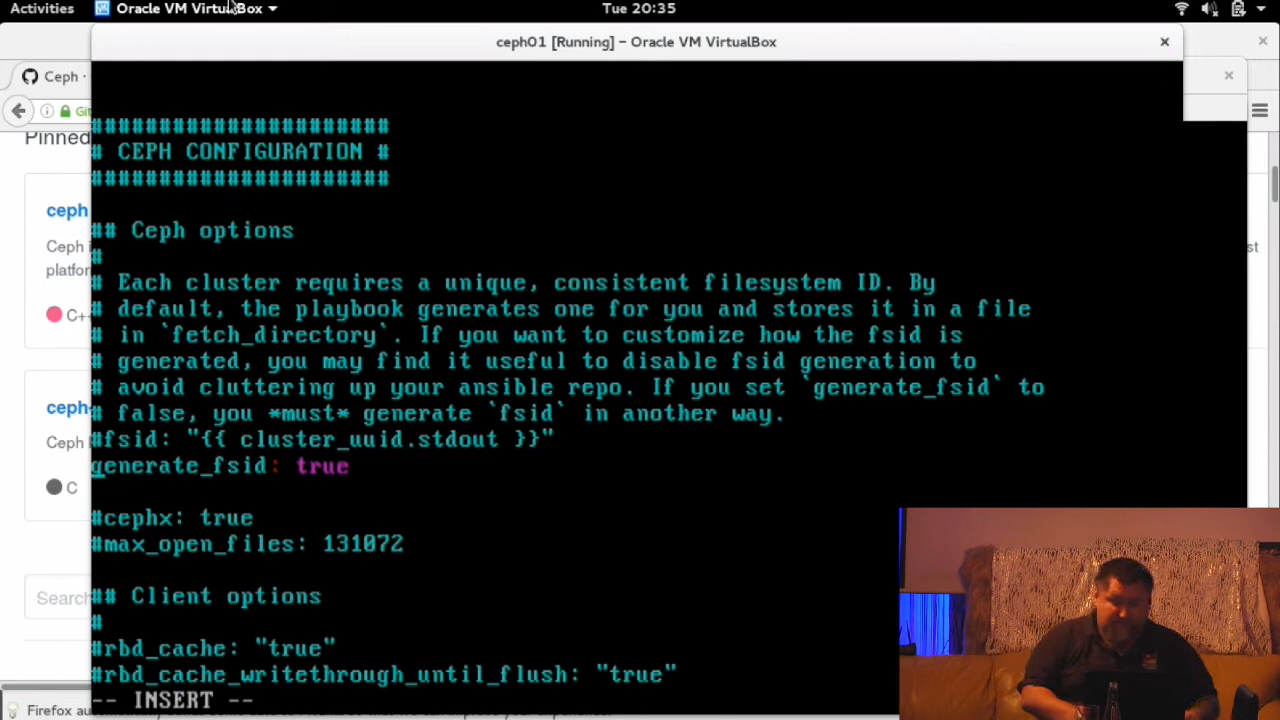 Activities
Oracle VM VirtualBox
Tue 20:35
ceph01 [Running] – Oracle VM VirtualBox
Ceph ·
Git
Pinned
######################
# CEPH CONFIGURATION #
######################
ceph
## Ceph options
Ceph i
#
platfor
# Each cluster requires a unique, consistent filesystem ID. By
# default, the playbook generates one for you and stores it in a file
C++
# in `fetch_directory`. If you want to customize how the fsid is
# generated, you may find it useful to disable fsid generation to
# avoid cluttering up your ansible repo. If you set `generate_fsid` to
ceph-
# false, you *must* generate `fsid` in another way.
Ceph
#fsid: "{{ cluster_uuid.stdout }}"
generate_fsid: true
C
#cephx: true
#max_open_files: 131072
Search
## Client options
#
#rbd_cache: "true"
#rbd_cache_writethrough_until_flush: "true"
-- INSERT --
Firefox